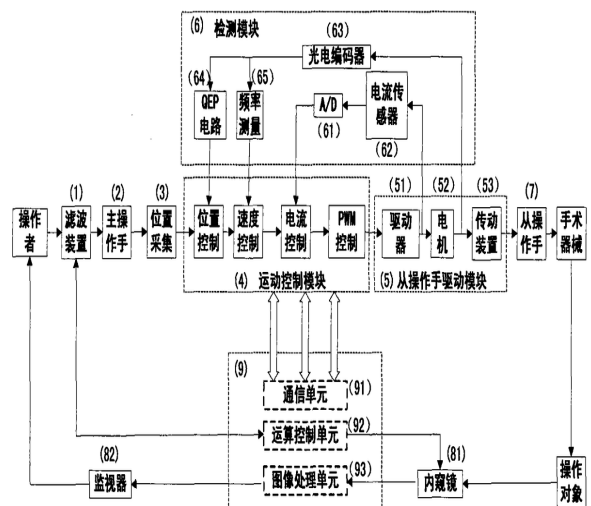 (6) 检测模块
(63)
光电编码器
(64)
QEP
电路
(65)
频率
测量
A/D
(61)
电流传
感器
(62)
操作
者
(1)
滤波
装置
(2)
主操
作手
(3)
位置
采集
位置
控制
速度
控制
电流
控制
PWM
控制
(4) 运动控制模块
(51)
驱动
器
(52)
电
机
(53)
传动
装置
(5)从操作手驱动模块
(7)
从操
作手
手术
器械
(9)
通信单元
(91)
运算控制单元
(92)
图像处理单元
(93)
(82)
监视器
(81)
内窥镜
操作
对象